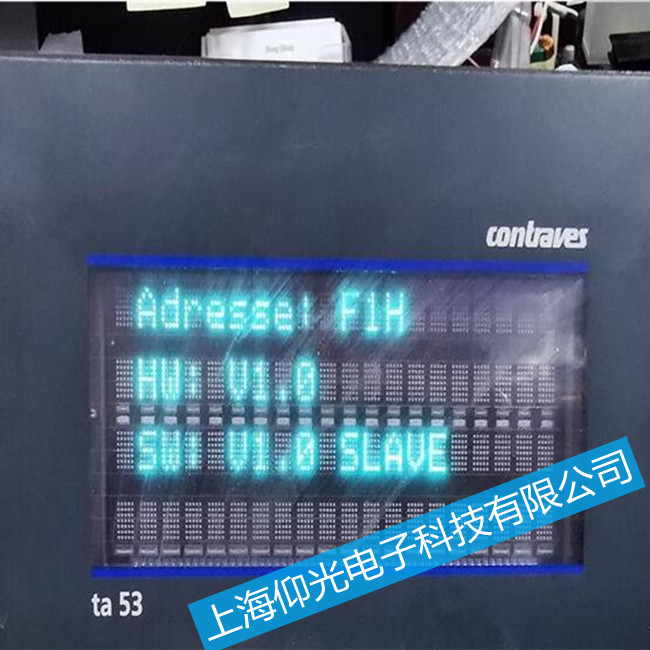 contraves
Adresse: F1H
HW: V1.0
SW: V1.0 SLAVE
ta 53
上海仰光电子科技有限公司